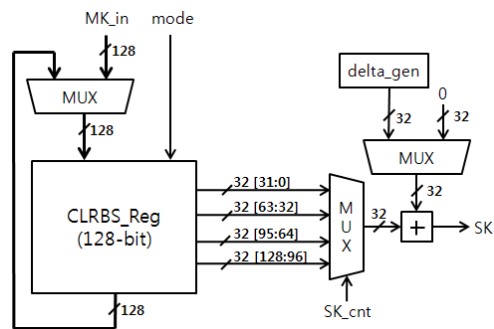 MK_in
mode
128
MUX
128
delta_gen
0
32
32
MUX
32
CLRBS_Reg
(128-bit)
32 [31:0]
32 [63:32]
32 [95:64]
32 [128:96]
MUX
32
+
SK
SK_cnt
128